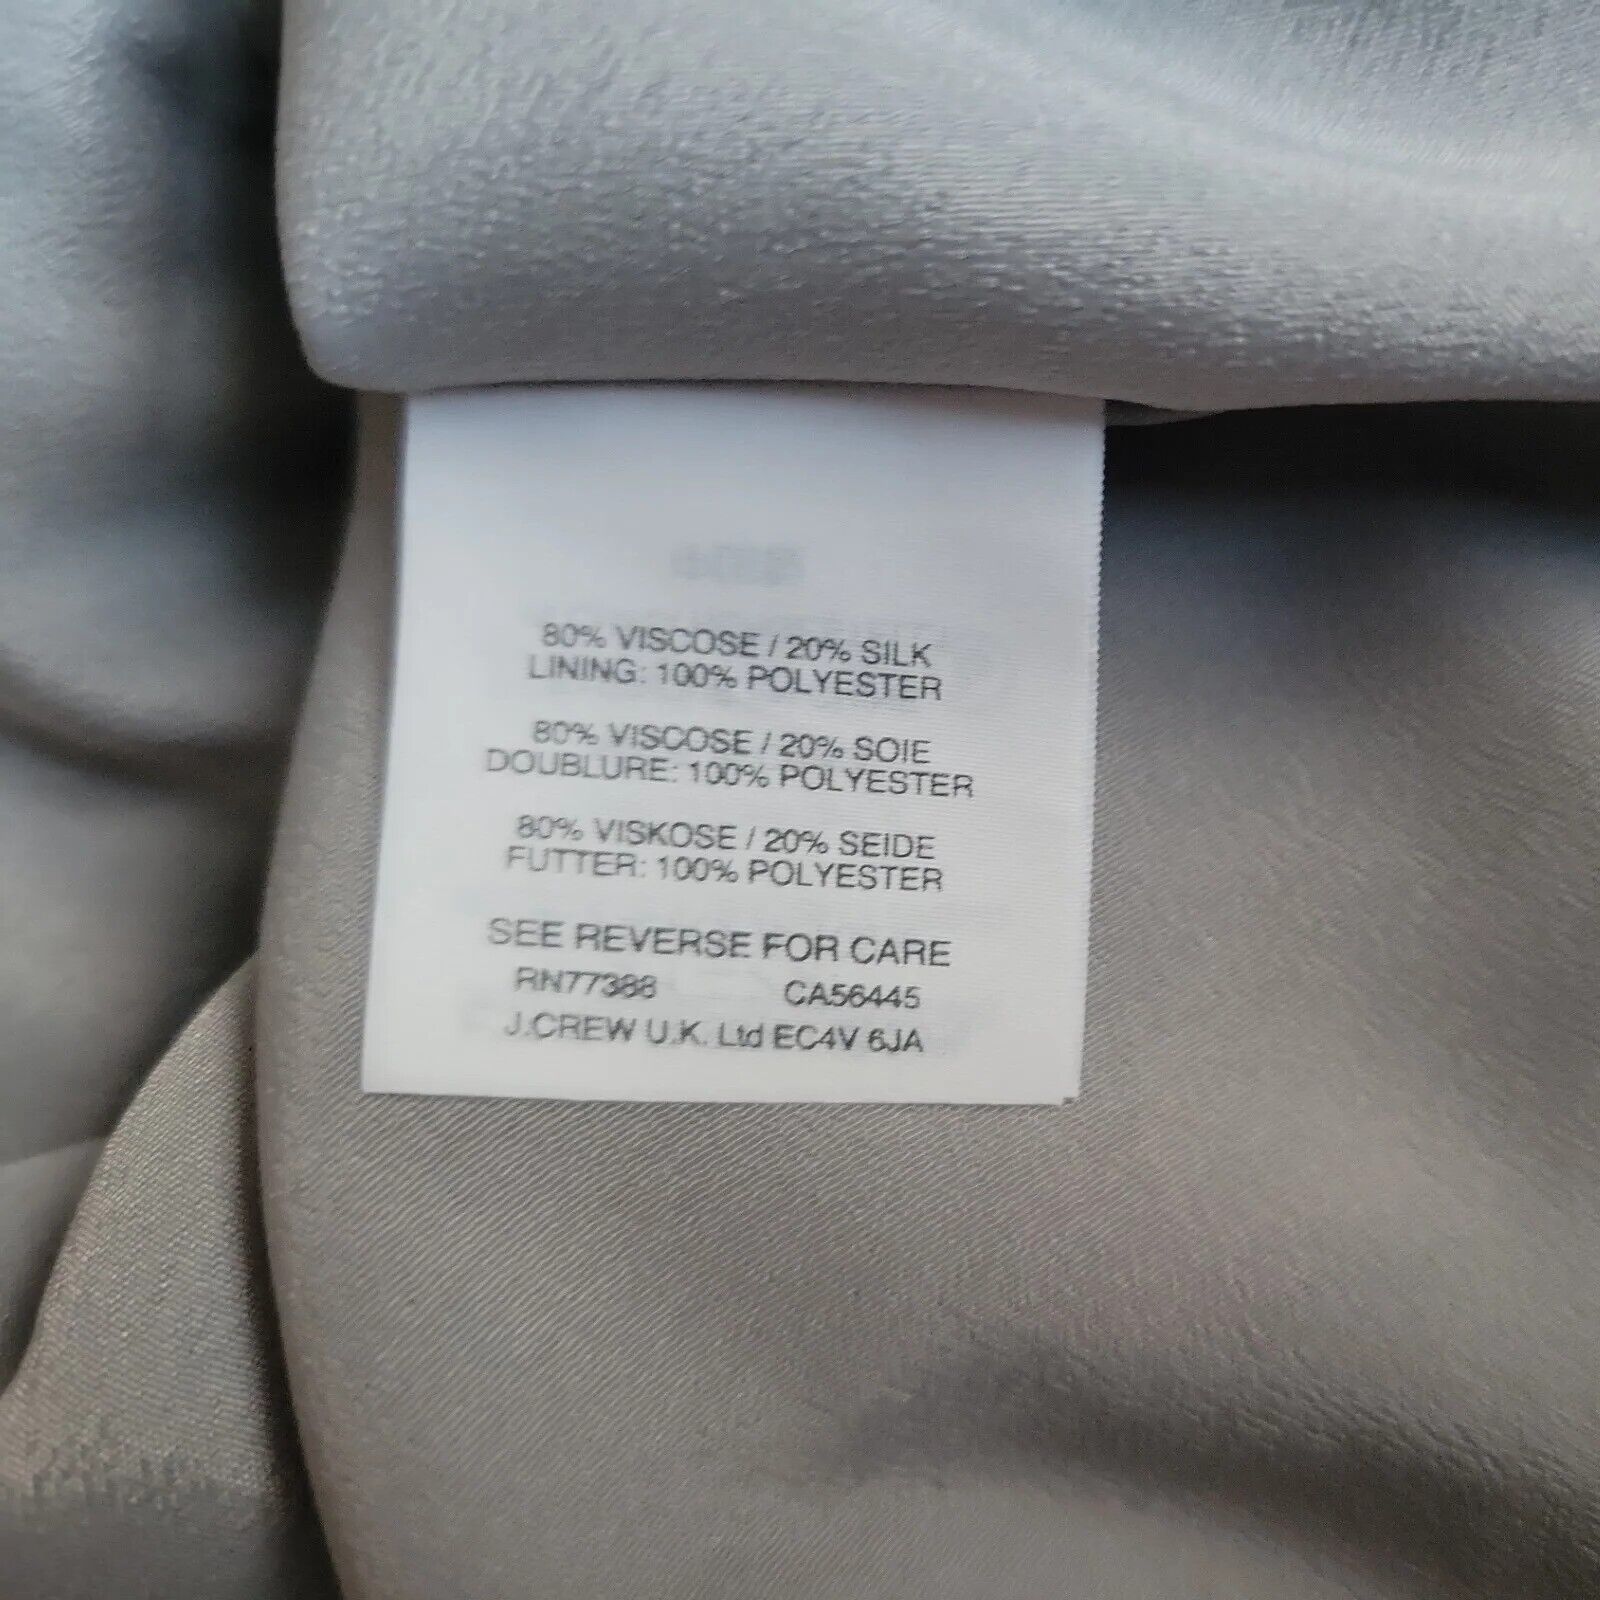 80% VISCOSE / 20% SILK
LINING: 100% POLYESTER
80% VISCOSE / 20% SOIE
DOUBLURE: 100% POLYESTER
80% VISKOSE / 20% SEIDE
FUTTER: 100% POLYESTER
SEE REVERSE FOR CARE
RN77388 CA56445
J.CREW U.K. Ltd EC4V 6JA